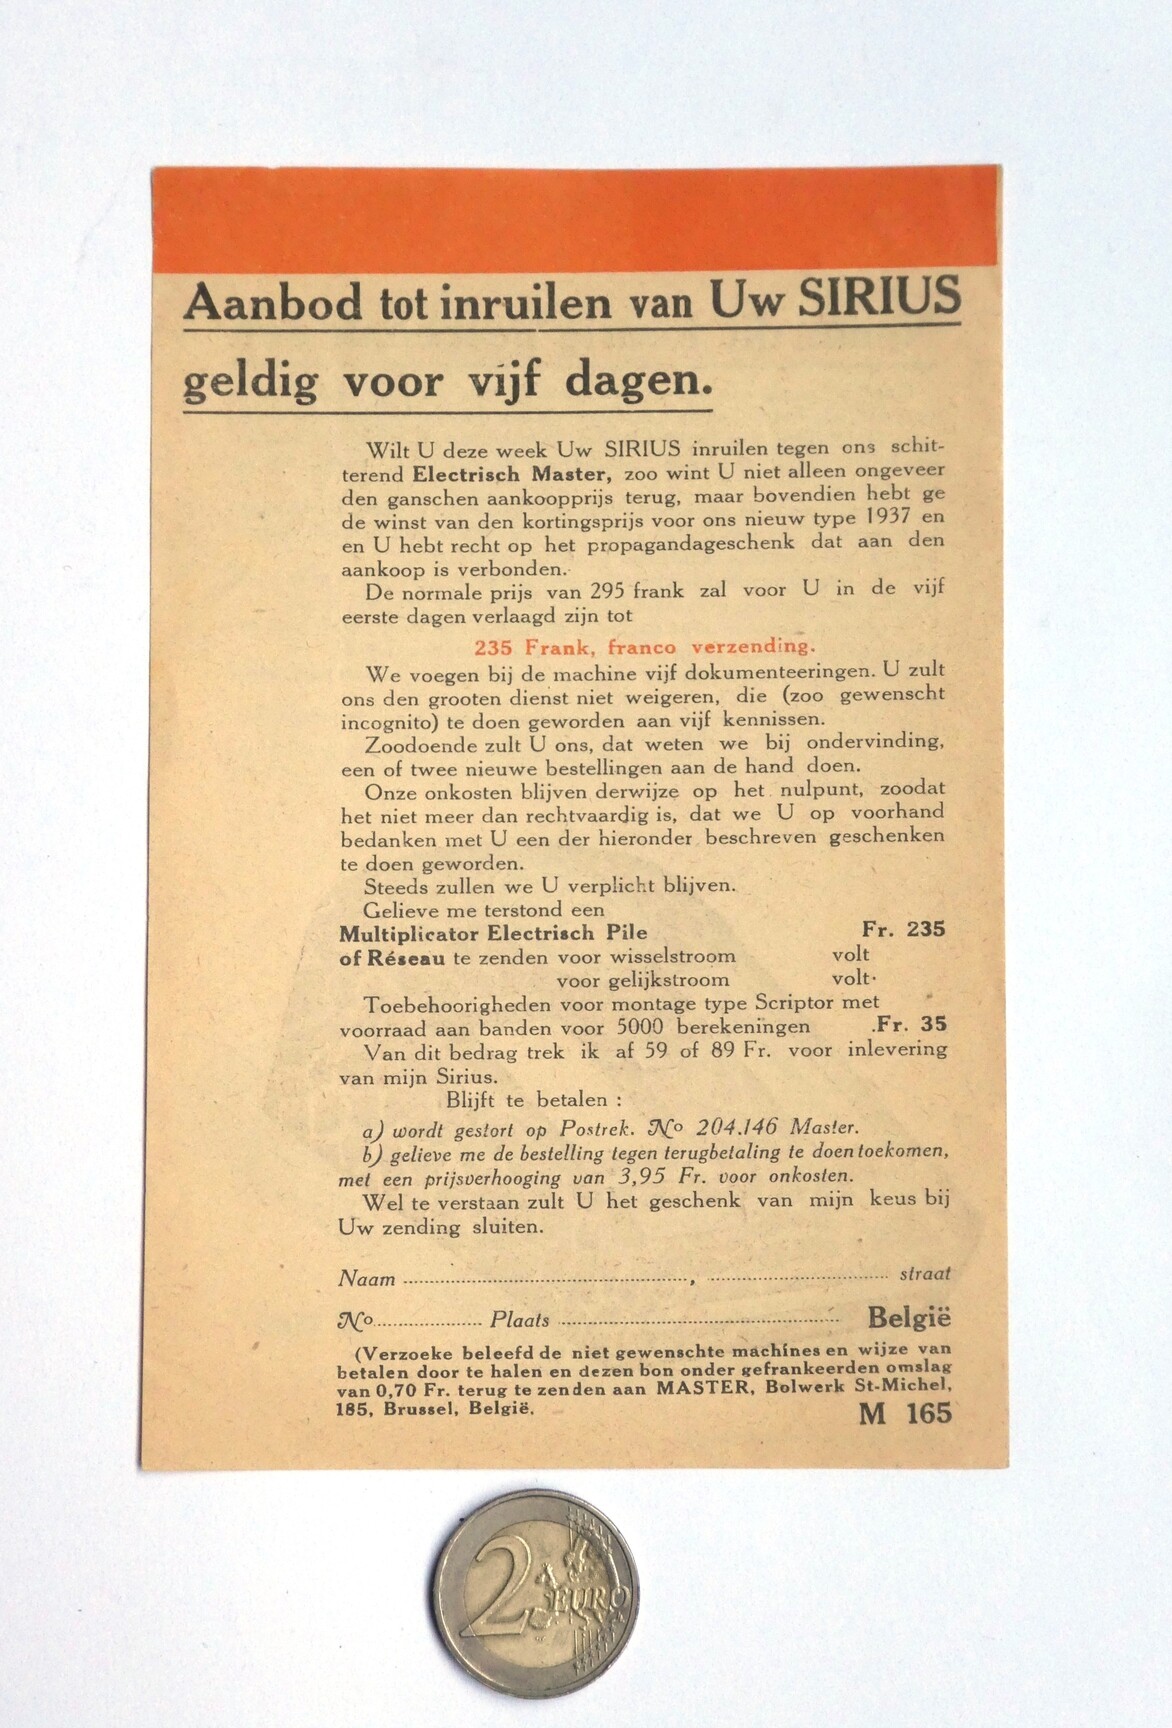 Aanbod tot inruilen van Uw SIRIUS
geldig voor vijf dagen.
Wilt U deze week Uw SIRIUS inruilen tegen ons schit-
terend Electrisch Master, zoo wint U niet alleen ongeveer
den ganschen aankoopprijs terug, maar bovendien hebt ge
de winst van den kortingsprijs voor ons nieuw type 1937 en
en U hebt recht op het propagandageschenk dat aan den
aankoop is verbonden.
De normale prijs van 295 frank zal voor U in de vijf
eerste dagen verlaagd zijn tot
235 Frank, franco verzending.
We voegen bij de machine vijf dokumenteeringen. U zult
ons den grooten dienst niet weigeren, die (zoo gewenscht
incognito) te doen geworden aan vijf kennissen.
Zoodoende zult U ons, dat weten we bij ondervinding,
een of twee nieuwe bestellingen aan de hand doen.
Onze onkosten blijven derwijze op het nulpunt, zoodat
het niet meer dan rechtvaardig is, dat we U op voorhand
bedanken met U een der hieronder beschreven geschenken
te doen geworden.
Steeds zullen we U verplicht blijven.
Gelieve me terstond een
Multiplicator Electrisch Pile Fr. 235
of Réseau te zenden voor wisselstroom volt
voor gelijkstroom volt
Toebehoorigheden voor montage type Scriptor met
voorraad aan banden voor 5000 berekeningen .Fr. 35
Van dit bedrag trek ik af 59 of 89 Fr. voor inlevering
van mijn Sirius.
Blijft te betalen :
a) wordt gestort op Postrek. No 204.146 Master.
b) gelieve me de bestelling tegen terugbetaling te doen toekomen,
met een prijsverhooging van 3,95 Fr. voor onkosten.
Wel te verstaan zult U het geschenk van mijn keus bij
Uw zending sluiten.
Naam ........................, ........................ straat
No.................... Plaats ........................ België
(Verzoeke beleefd de niet gewenschte machines en wijze van
betalen door te halen en dezen bon onder gefrankeerden omslag
van 0,70 Fr. terug te zenden aan MASTER, Bolwerk St-Michel,
185, Brussel, België.
M 165
2 EURO